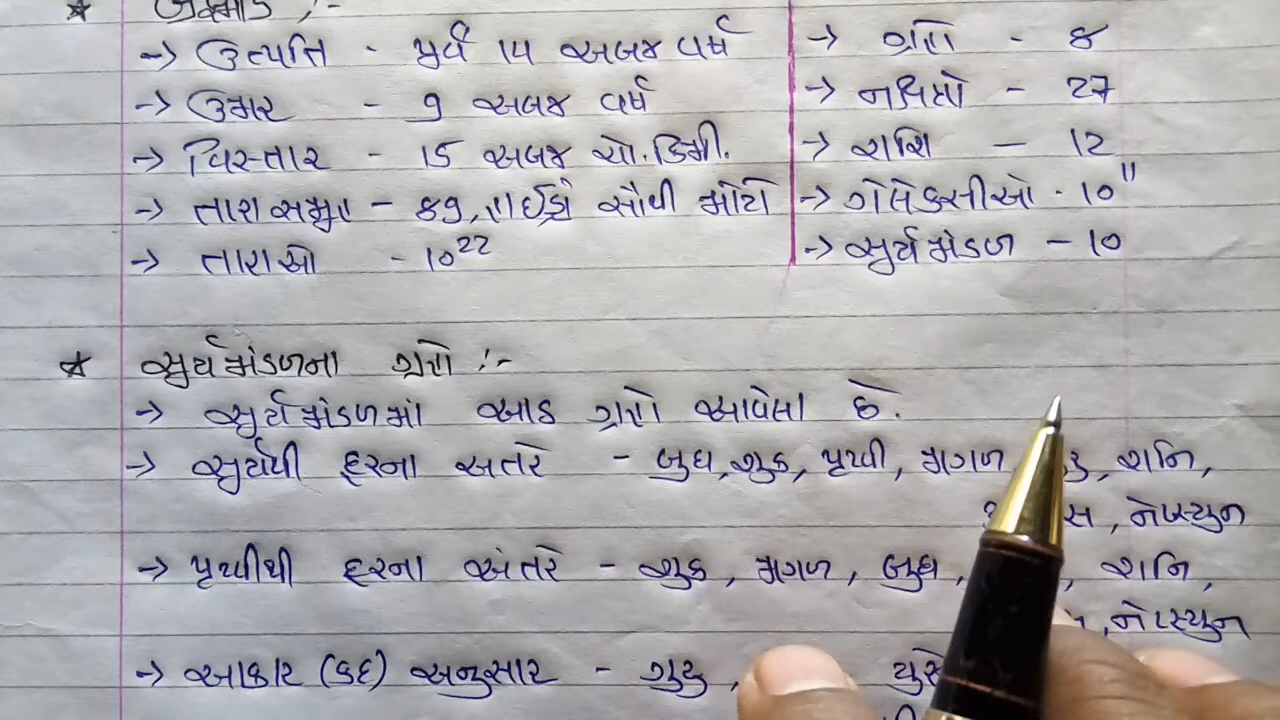 બ્રહ્માંડ :-
→ ઉત્પત્તિ - પૂર્વે 14 અબજ વર્ષ
→ ઉંમર - 9 અબજ વર્ષ
→ વિસ્તાર - 15 અબજ ચો.કિમી.
→ તારા સમૂહ - 89, હાઈડ્રો સૌથી મોટો
→ તારાઓ - 10²²
→ ગ્રહો - 8
→ નક્ષત્રો - 27
→ રાશિ - 12
→ ગેલેક્સીઓ - 10¹¹
→ સુર્યમંડળ - 10
★ સુર્યમંડળના ગ્રહો :-
→ સુર્યમંડળમાં આઠ ગ્રહો આવેલા છે.
→ સુર્યથી દૂરના અંતરે - બુધ, શુક્ર, પૃથ્વી, મંગળ શનિ,
, નેપ્ચ્યુન
→ પૃથ્વીથી દૂરના અંતરે - શુક્ર, મંગળ, બુધ, શનિ,
, નેપ્ચ્યુન
→ આકાર (કદ) અનુસાર - ગુરુ,